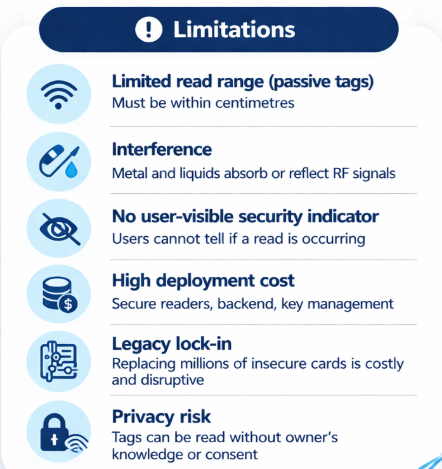 Limitations
Limited read range (passive tags)
Must be within centimetres
Interference
Metal and liquids absorb or reflect RF signals
No user-visible security indicator
Users cannot tell if a read is occurring
High deployment cost
Secure readers, backend, key management
Legacy lock-in
Replacing millions of insecure cards is costly
and disruptive
Privacy risk
Tags can be read without owner's
knowledge or consent